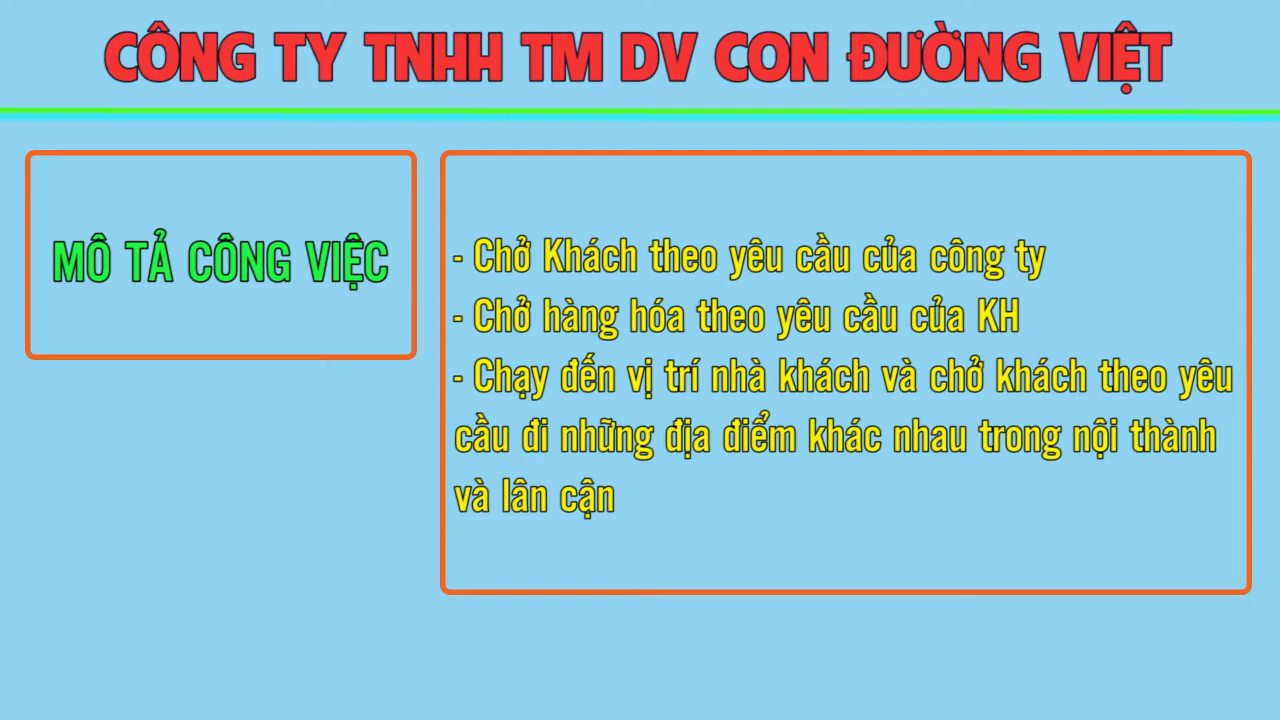 CÔNG TY TNHH TM DV CON ĐƯỜNG VIỆT
MÔ TẢ CÔNG VIỆC
- Chở Khách theo yêu cầu của công ty
- Chở hàng hóa theo yêu cầu của KH
- Chạy đến vị trí nhà khách và chở khách theo yêu
cầu đi những địa điểm khác nhau trong nội thành
và lân cận